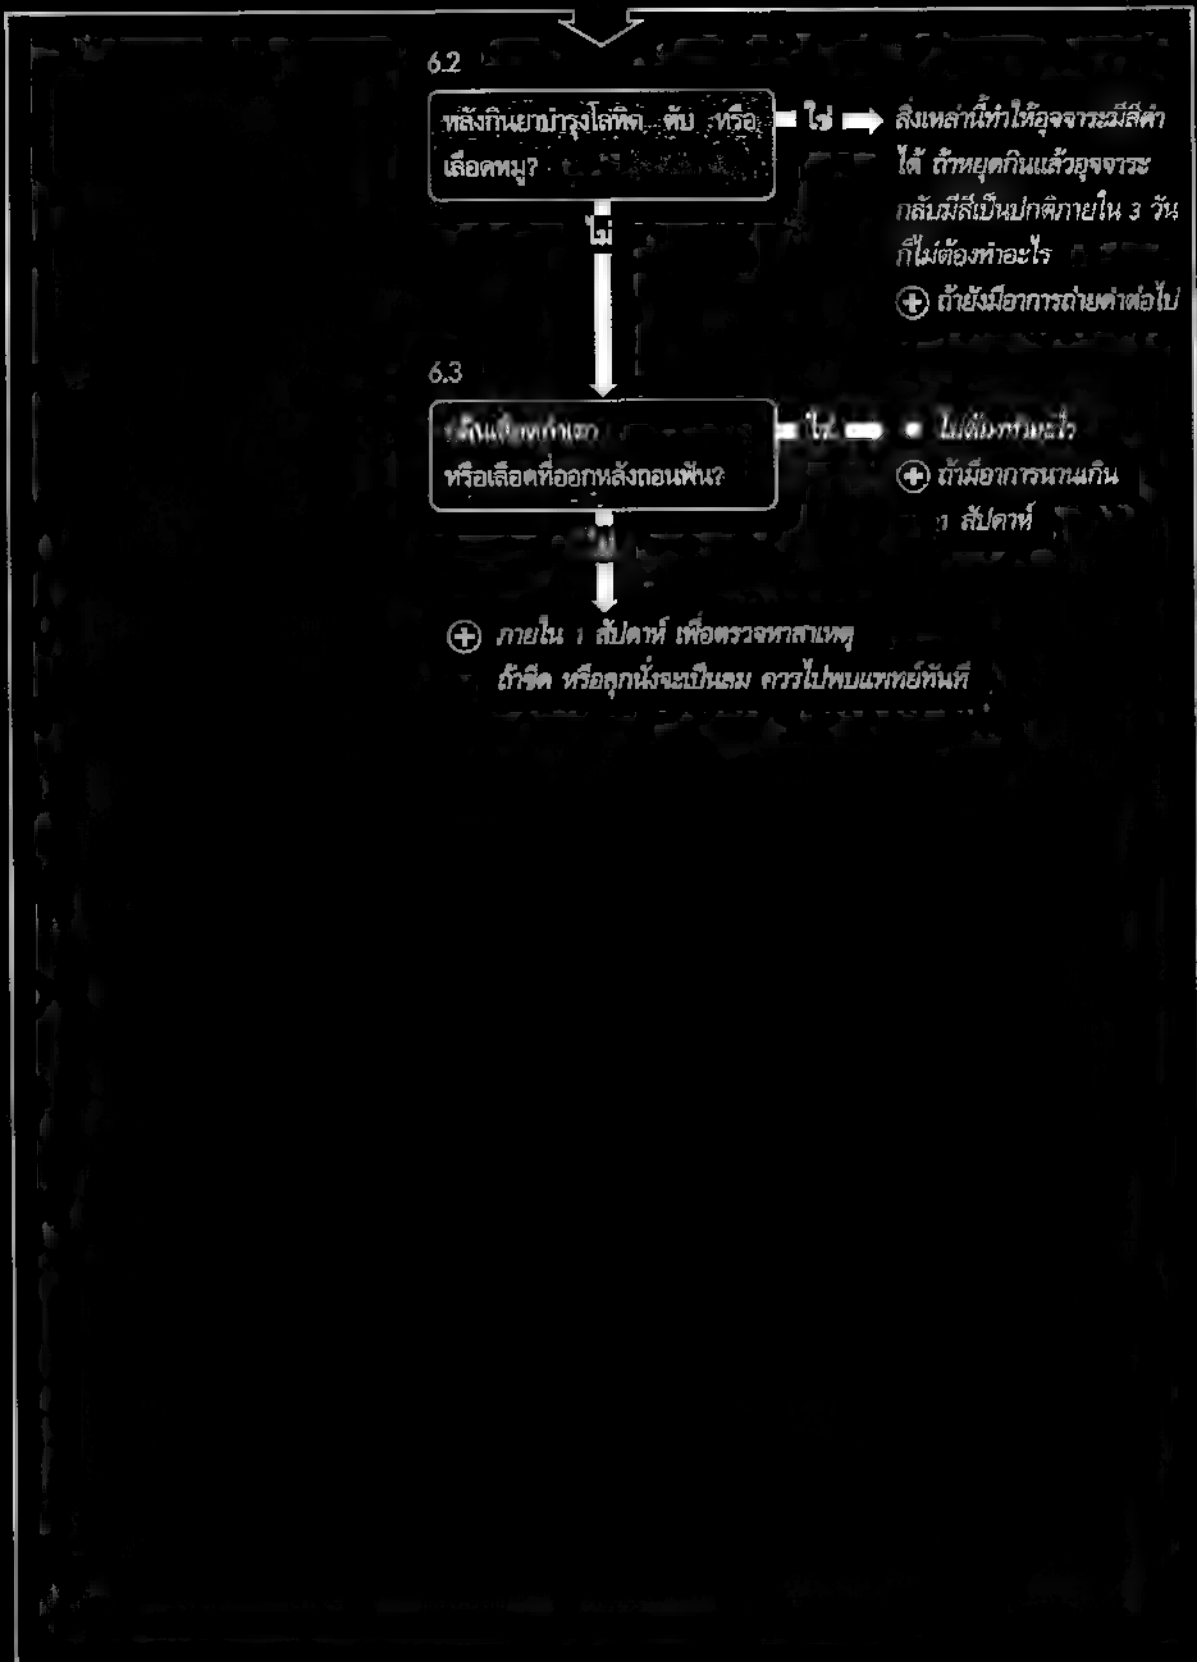 6.2
หลังกินยาบำรุงโลหิต ตับ หรือ
เลือดหมู?
ใช่
สิ่งเหล่านี้ทำให้อุจจาระมีสีดำ
ได้ ถ้าหยุดกินแล้วอุจจาระ
กลับมีสีเป็นปกติภายใน 3 วัน
ก็ไม่ต้องทำอะไร
ถ้ายังมีอาการถ่ายดำต่อไป
ไม่
6.3
หรือเลือดที่ออกหลังถอนฟัน?
ใช่
ไม่ต้องทำอะไร
ถ้ามีอาการนานเกิน
1 สัปดาห์
ภายใน 1 สัปดาห์ เพื่อตรวจหาสาเหตุ
ถ้าซีด หรือลุกนั่งจะเป็นลม ควรไปพบแพทย์ทันที